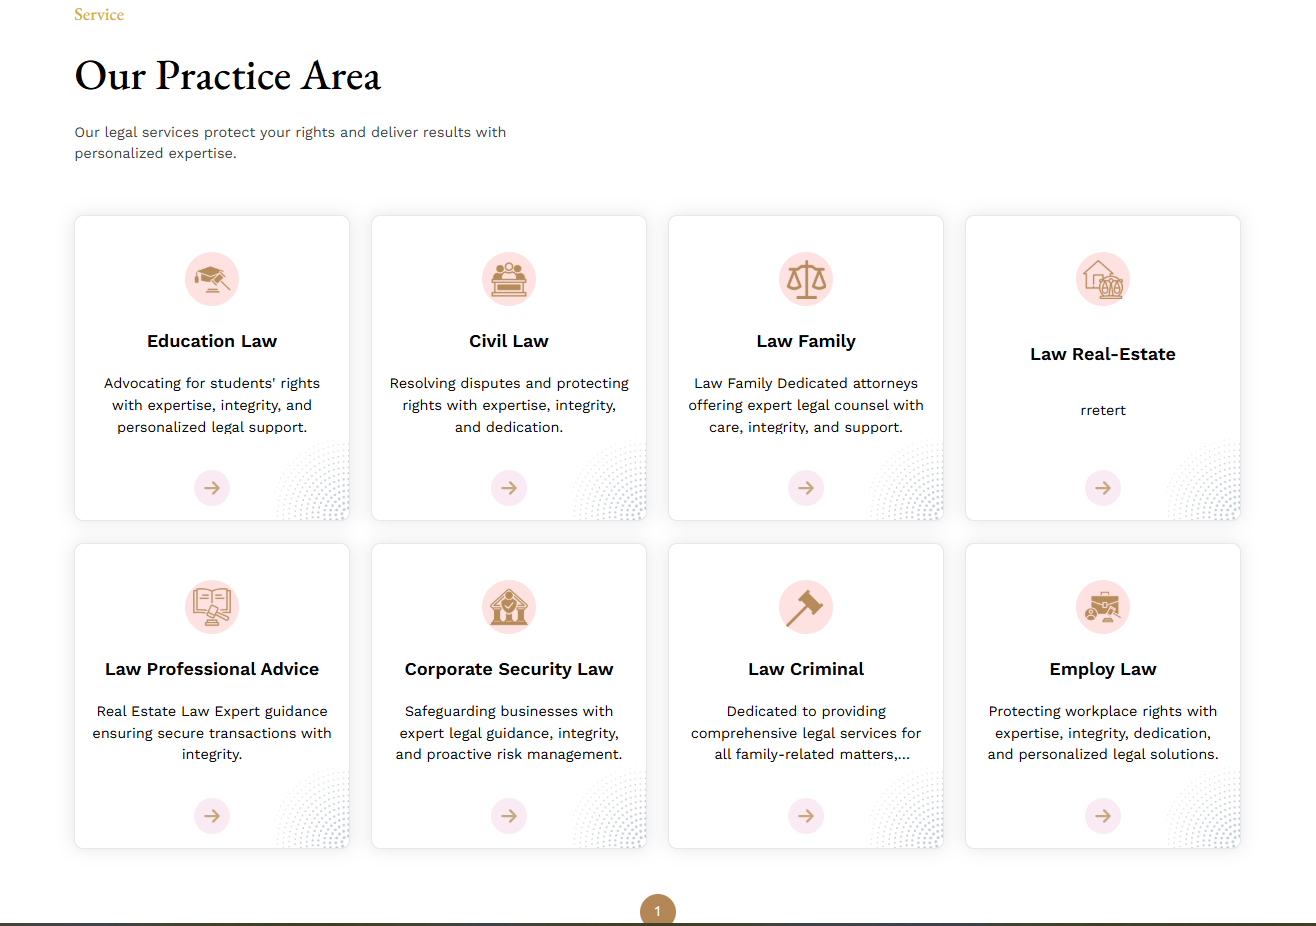 Service
Our Practice Area
Our legal services protect your rights and deliver results with
personalized expertise.
Education Law
Advocating for students' rights
with expertise, integrity, and
personalized legal support.
Civil Law
Resolving disputes and protecting
rights with expertise, integrity,
and dedication.
Law Family
Law Family Dedicated attorneys
offering expert legal counsel with
care, integrity, and support.
Law Real-Estate
rretert
Law Professional Advice
Real Estate Law Expert guidance
ensuring secure transactions with
integrity.
Corporate Security Law
Safeguarding businesses with
expert legal guidance, integrity,
and proactive risk management.
Law Criminal
Dedicated to providing
comprehensive legal services for
all family-related matters,...
Employ Law
Protecting workplace rights with
expertise, integrity, dedication,
and personalized legal solutions.
1